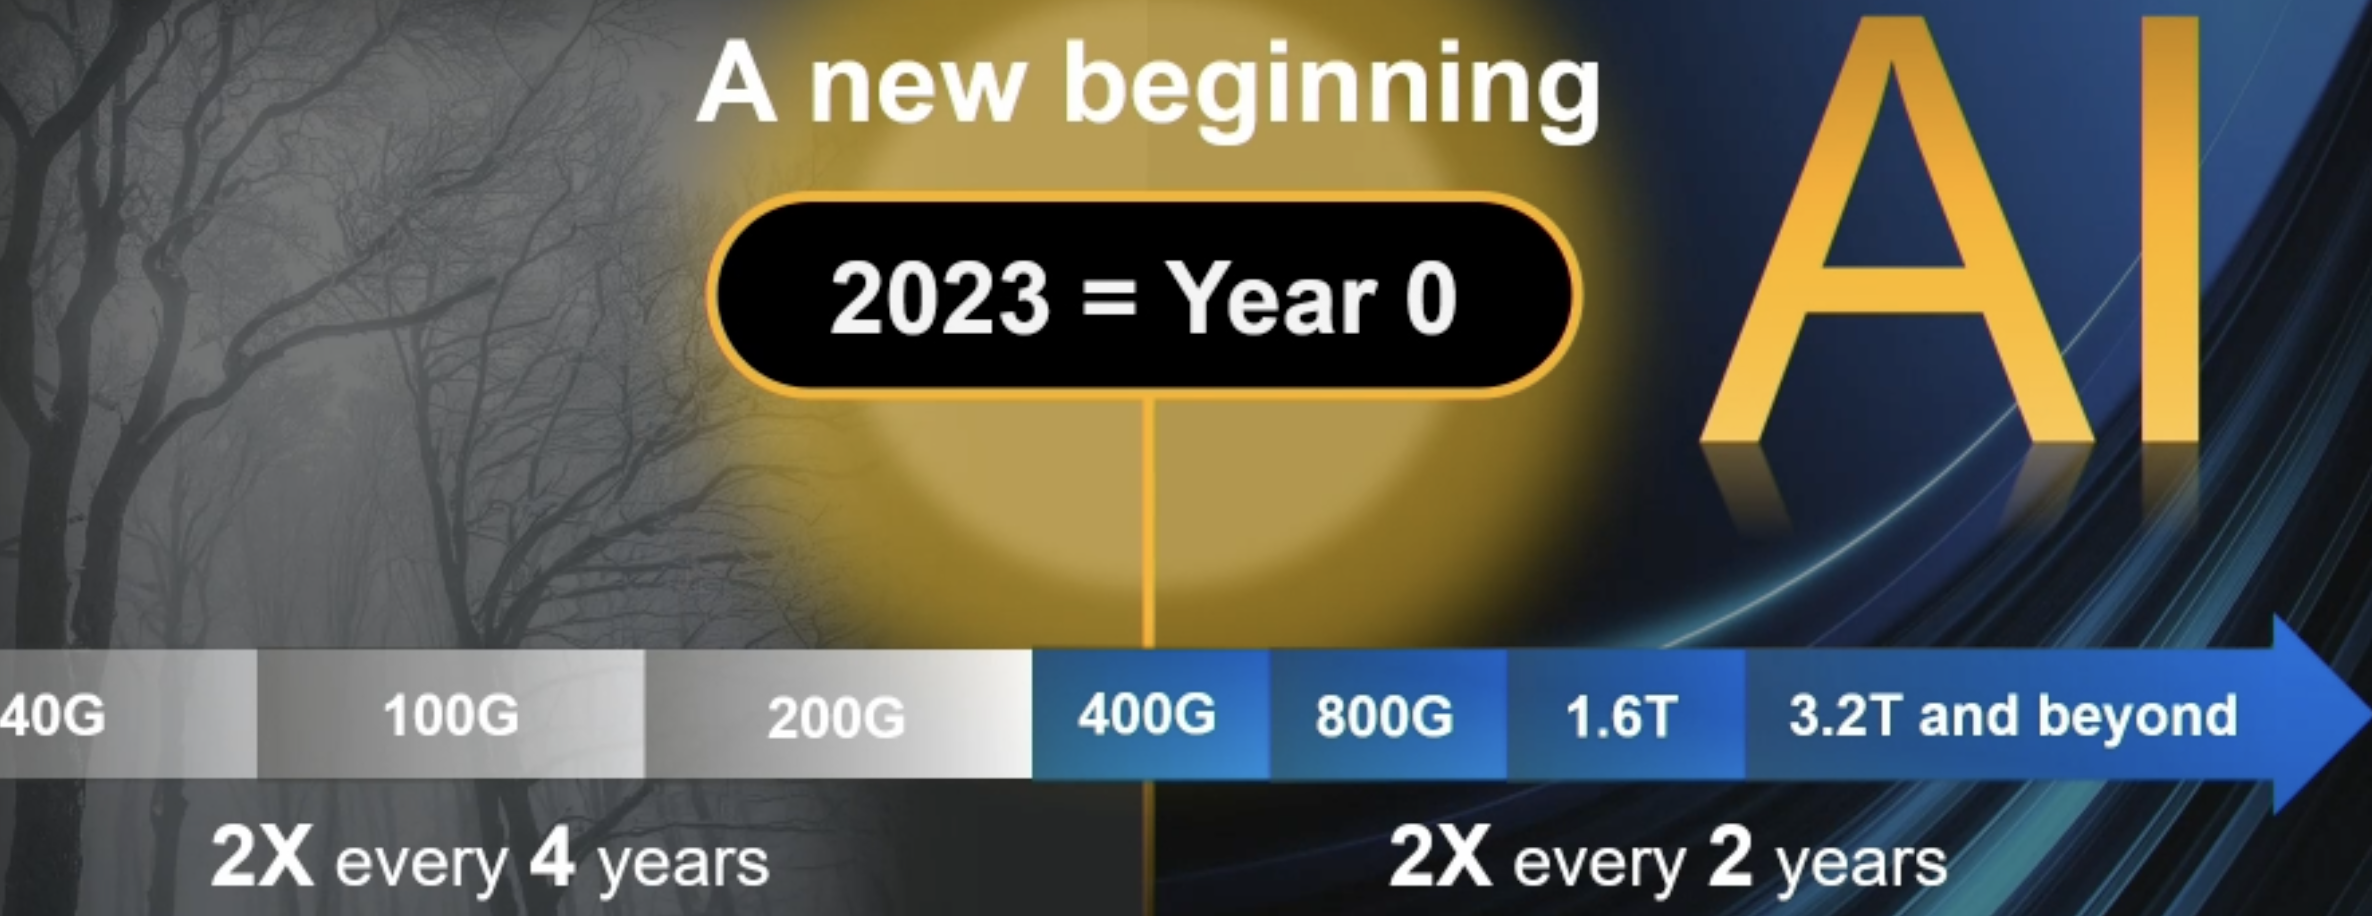 A new beginning
AI
2023 = Year 0
40G 100G 200G 400G 800G 1.6T 3.2T and beyond
2X every 4 years
2X every 2 years